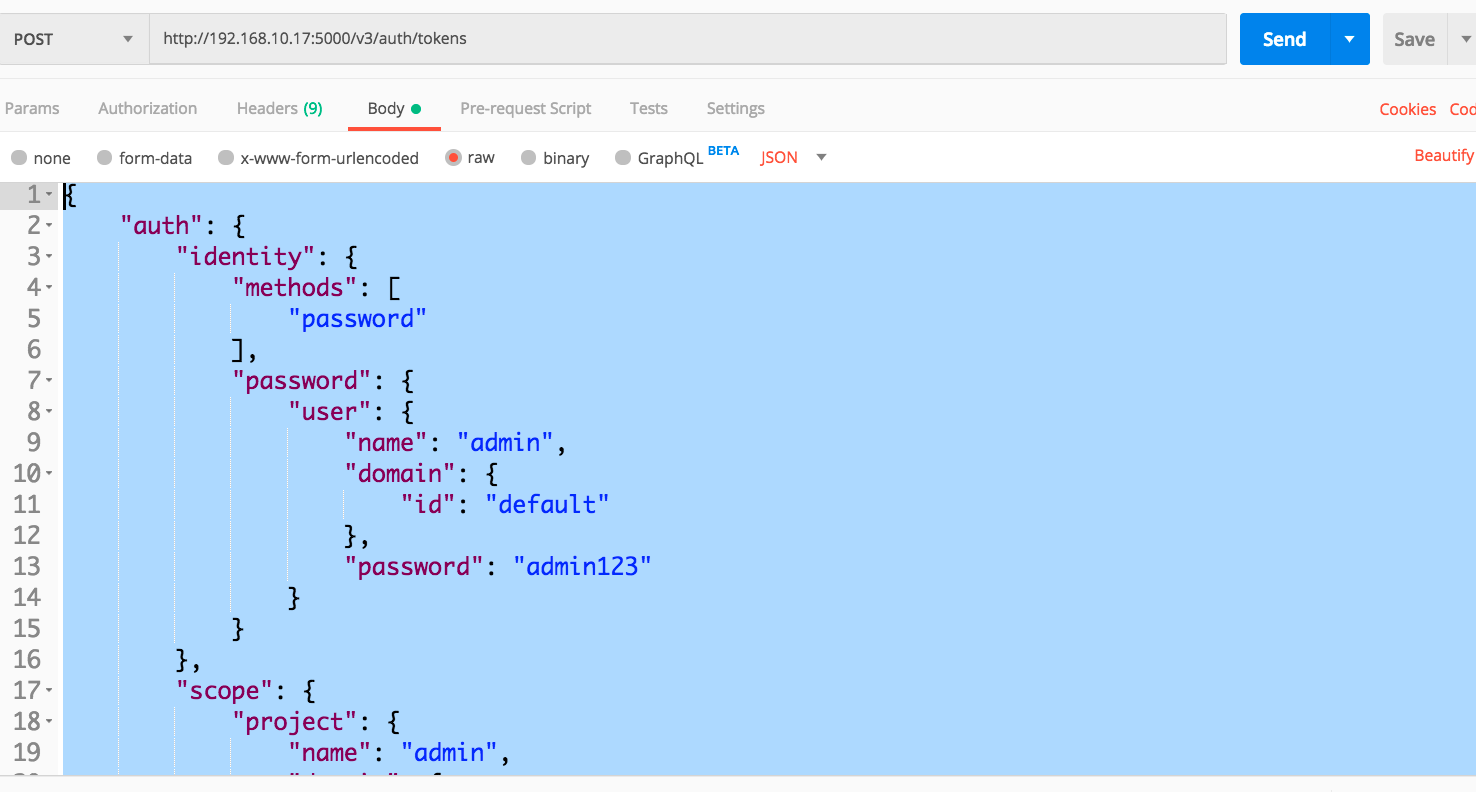 POST http://192.168.10.17:5000/v3/auth/tokens Send Save
Params Authorization Headers (9) Body Pre-request Script Tests Settings Cookies Cod
none form-data x-www-form-urlencoded raw binary GraphQL BETA JSON Beautify
1 {
2 "auth": {
3 "identity": {
4 "methods": [
5 "password"
6 ],
7 "password": {
8 "user": {
9 "name": "admin",
10 "domain": {
11 "id": "default"
12 },
13 "password": "admin123"
14 }
15 }
16 },
17 "scope": {
18 "project": {
19 "name": "admin",